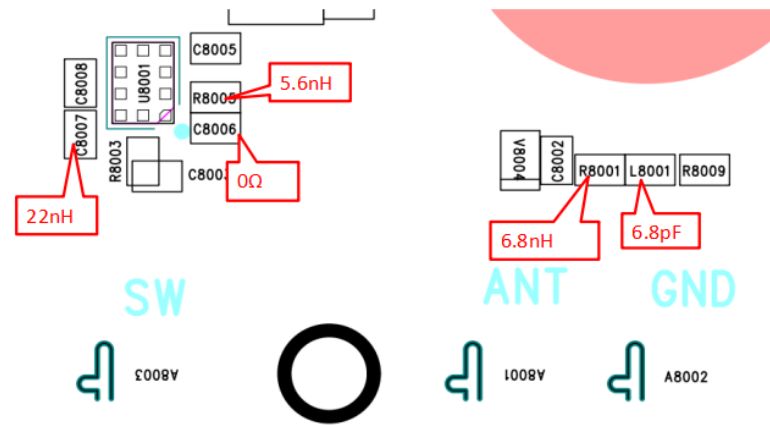 C8005
C8008
U8001
5.6nH
R8005
C8007
C8006
R8003
C8003
0Ω
22nH
V8004
C8002
R8001
L8001
R8009
6.8nH
6.8pF
SW
ANT
GND
A8003
A8001
A8002